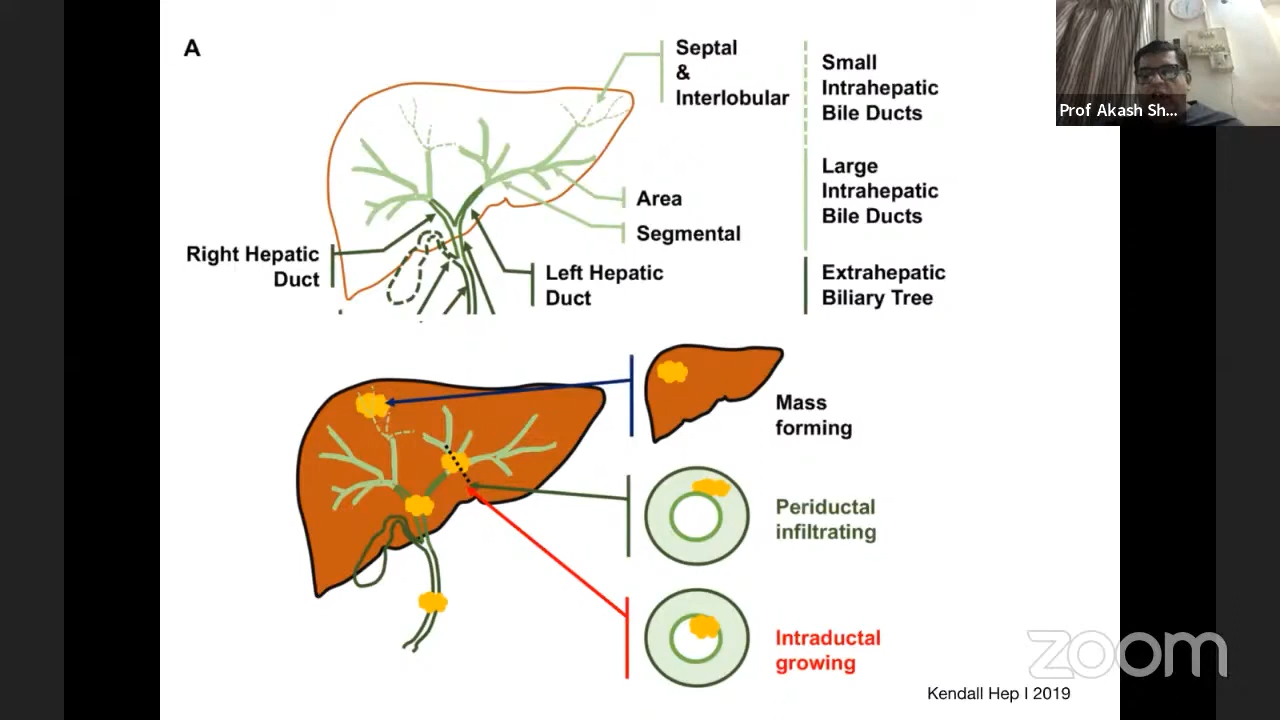 A
Septal
&
Interlobular
Small
Intrahepatic
Bile Ducts
Large
Intrahepatic
Bile Ducts
Area
Segmental
Right Hepatic
Duct
Left Hepatic
Duct
Extrahepatic
Biliary Tree
Mass
forming
Periductal
infiltrating
Intraductal
growing
Kendall Hep I 2019
Prof Akash Sh...
zoom